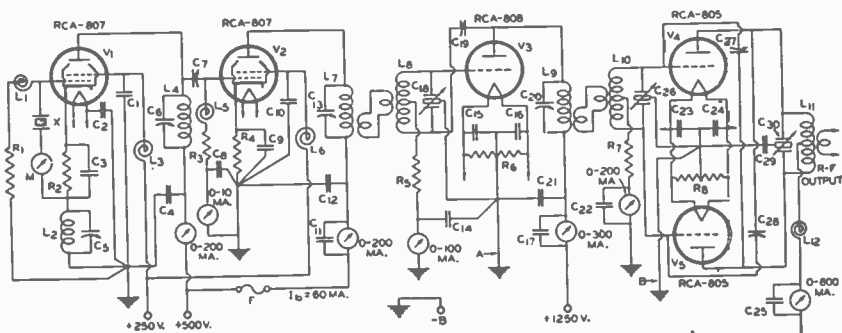 RCA-807
RCA-807
RCA-808
RCA-805
V1
V2
V3
V4
C27
C19
C7
L1
L4
L5
L7
L8
L9
L10
C1
C2
C6
C10
C13
C18
C20
C26
X
M
R1
R2
C3
L3
R3
R4
C8
C9
L6
C15
C16
R6
C23
C24
C30
C29
L11
R-F
OUTPUT
L2
C5
C4
0-10
MA.
C12
C11
R5
C14
C21
C17
R7
0-200
MA.
C22
R8
C28
L12
V5
RCA-805
0-200
MA.
0-200
MA.
0-100
MA.
A
0-300
MA.
B
0-800
MA.
C25
F
Ib=60 MA.
-B
+250V.
+500V.
+1250 V.